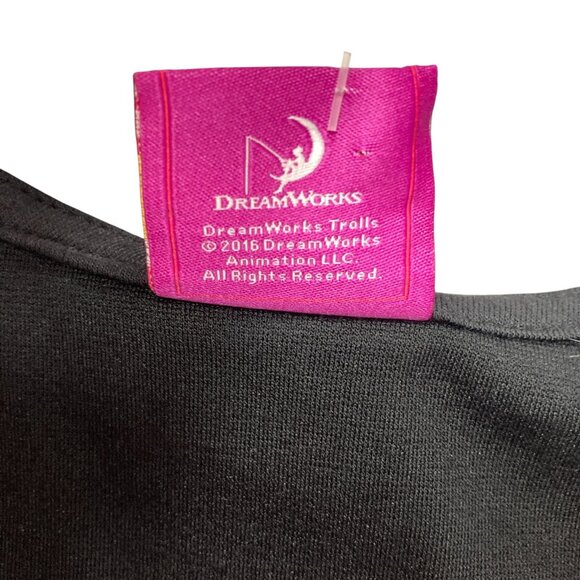 DREAMWORKS
DreamWorks Trolls
©2016 DreamWorks
Animation LLC.
All Rights Reserved.